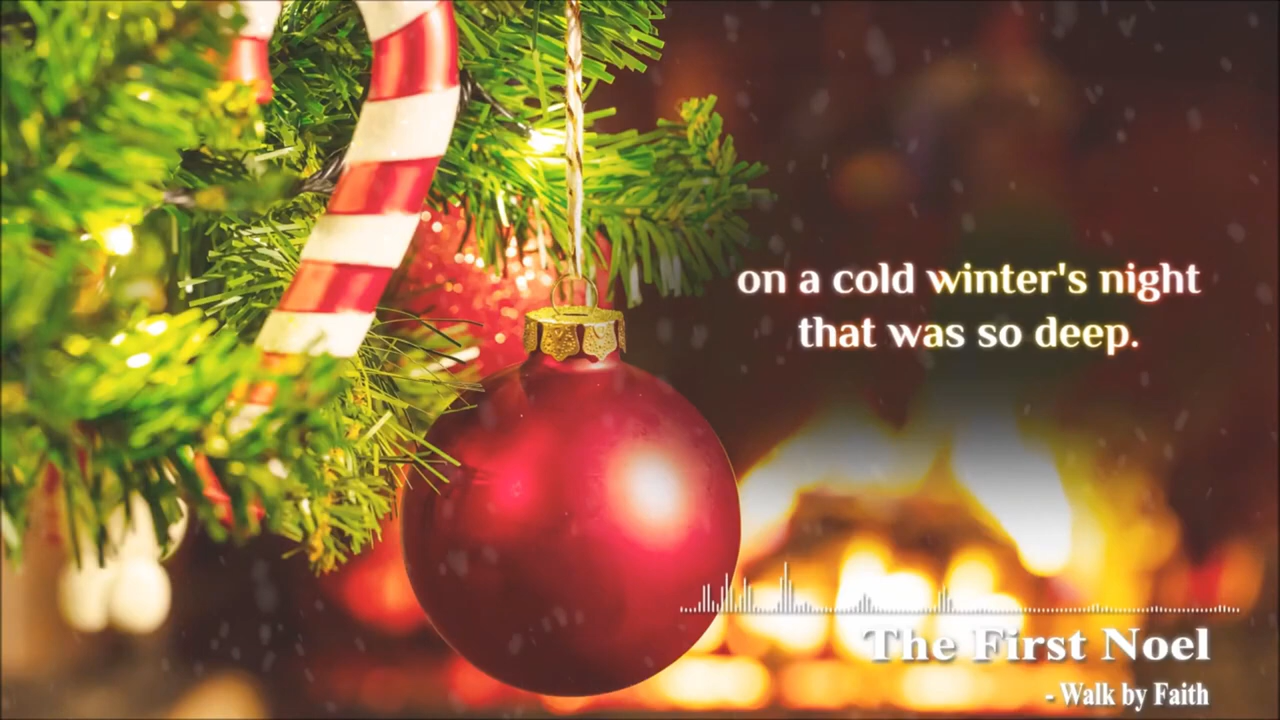 on a cold winter's night
that was so deep.
The First Noel
- Walk by Faith